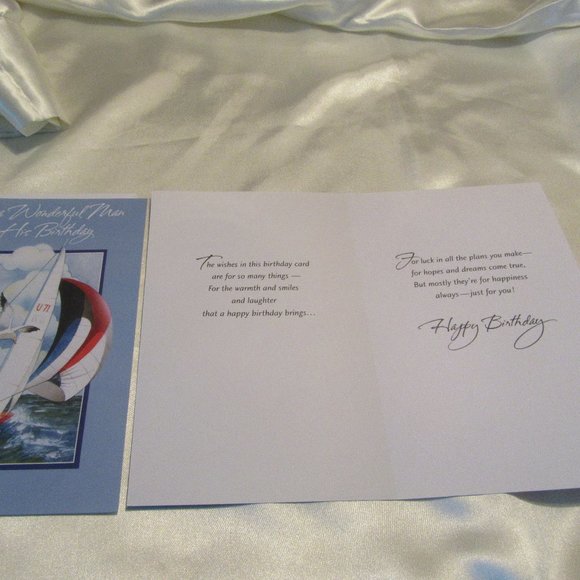 Wonderful Man
His Birthday
U 71
The wishes in this birthday card
are for so many things —
For the warmth and smiles
and laughter
that a happy birthday brings...
For luck in all the plans you make—
for hopes and dreams come true,
But mostly they're for happiness
always—just for you!
Happy Birthday